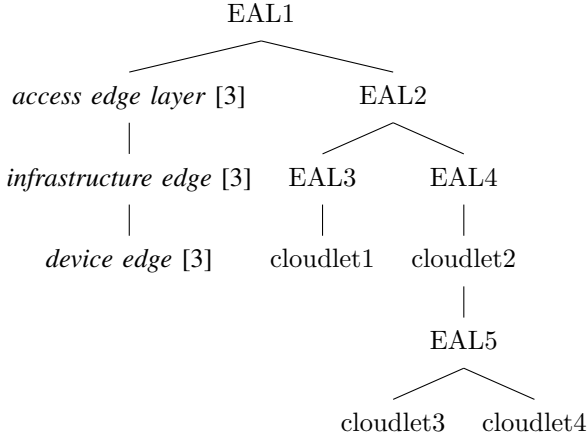 EAL1
access edge layer [3] EAL2
infrastructure edge [3] EAL3 EAL4
device edge [3] cloudlet1 cloudlet2
EAL5
cloudlet3 cloudlet4